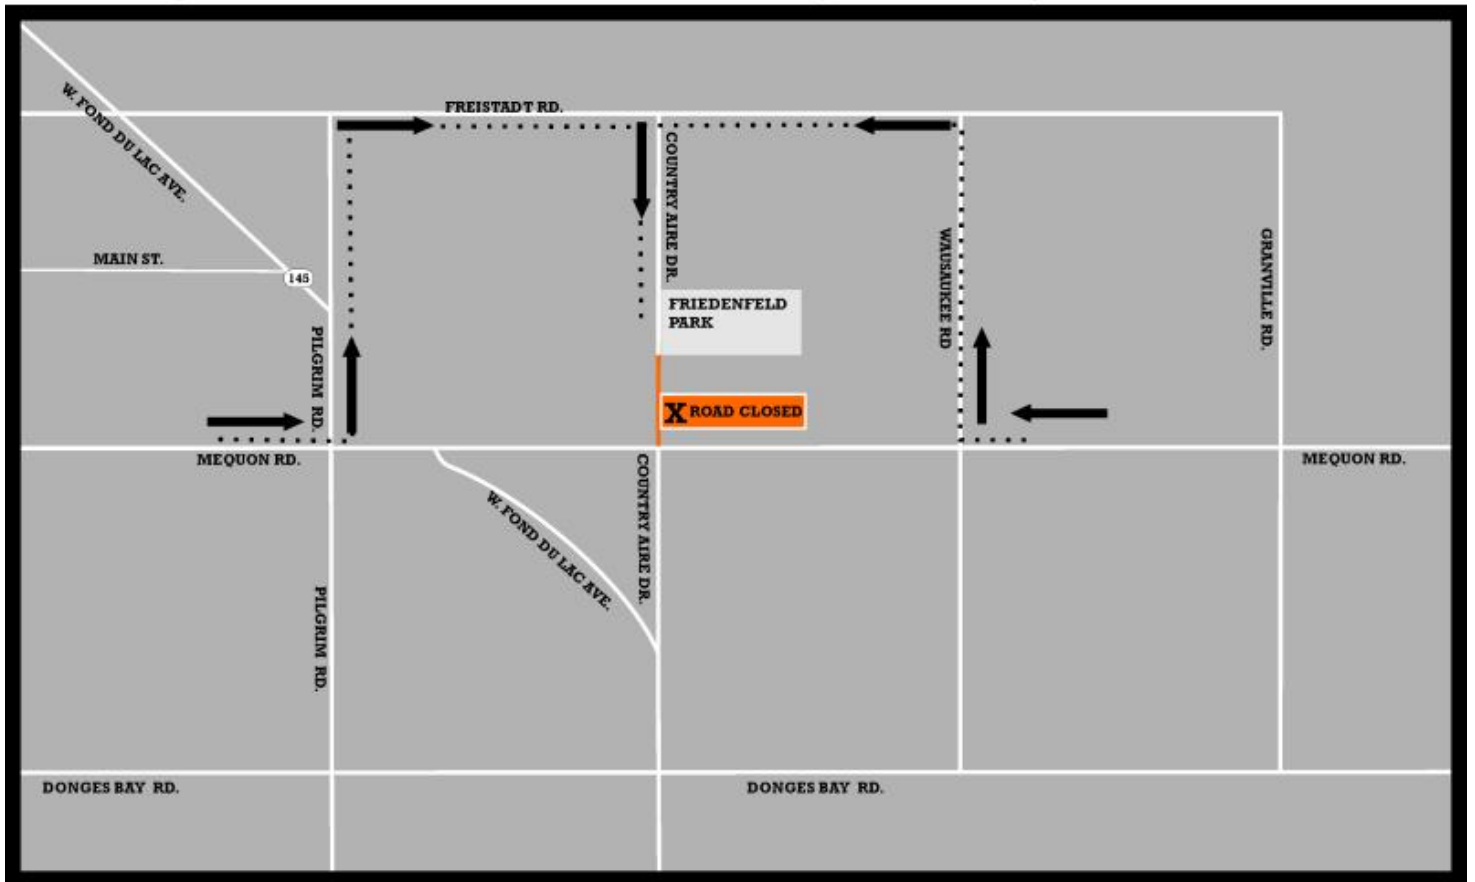 FREISTADT RD.
W. FOND DU LAC AVE.
COUNTRY AIRE DR.
WAUSAUKEE RD
GRANVILLE RD.
MAIN ST.
145
FRIEDENFELD
PARK
PILGRIM RD.
X ROAD CLOSED
MEQUON RD.
MEQUON RD.
W. FOND DU LAC AVE.
COUNTRY AIRE DR.
PILGRIM RD.
DONGES BAY RD.
DONGES BAY RD.